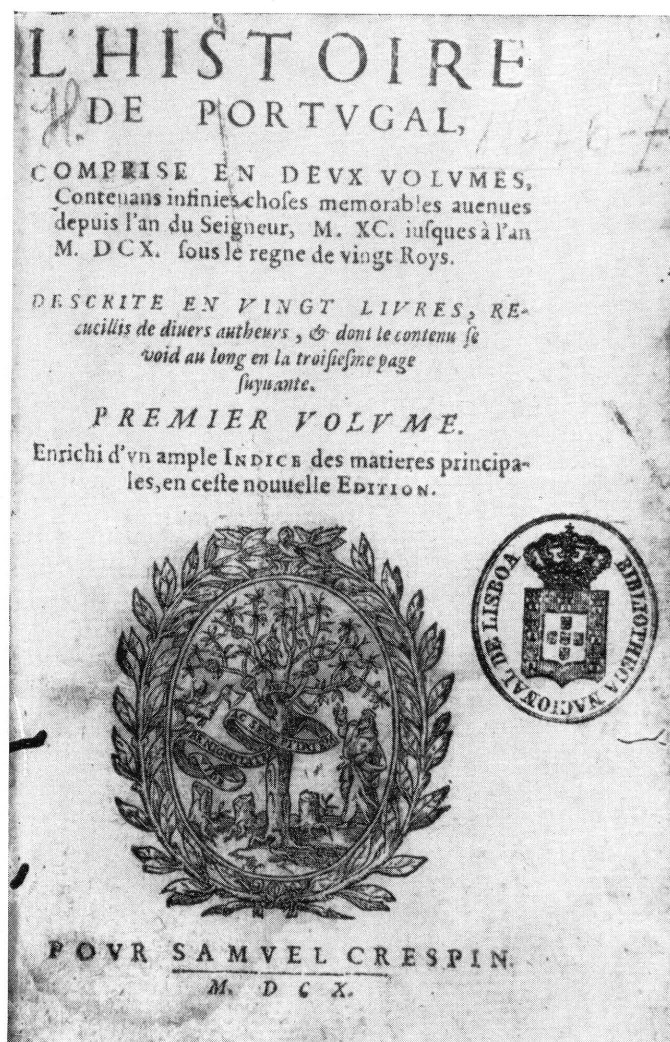 L'HISTOIRE
DE PORTVGAL,
COMPRISE EN DEVX VOLVMES,
Contenans infinies choſes memorables auenues
depuis l'an du Seigneur, M. XC. iuſques à l'an
M. DCX. ſous le regne de vingt Roys.
DESCRITE EN VINGT LIVRES, RE-
cueillis de diuers autheurs, & dont le contenu ſe
void au long en la troiſieſme page
ſuyuante.
PREMIER VOLVME.
Enrichi d'vn ample INDICE des matieres principa-
les, en ceſte nouuelle EDITION.
BIBLIOTHECA NACIONAL DE LISBOA
POVR SAMVEL CRESPIN.
M. D C X.